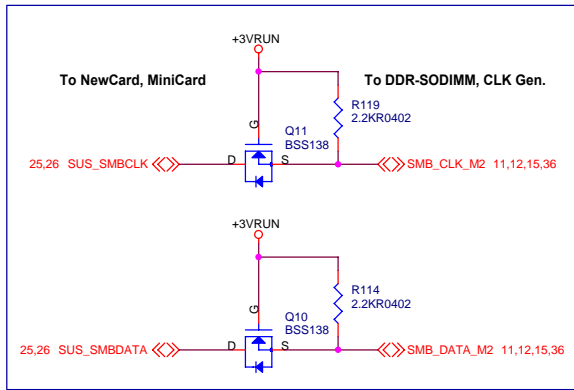 +3VRUN
To NewCard, MiniCard
To DDR-SODIMM, CLK Gen.
R119
2.2KR0402
Q11
BSS138
G
D
S
25,26 SUS_SMBCLK
SMB_CLK_M2 11,12,15,36
+3VRUN
R114
2.2KR0402
Q10
BSS138
G
D
S
25,26 SUS_SMBDATA
SMB_DATA_M2 11,12,15,36